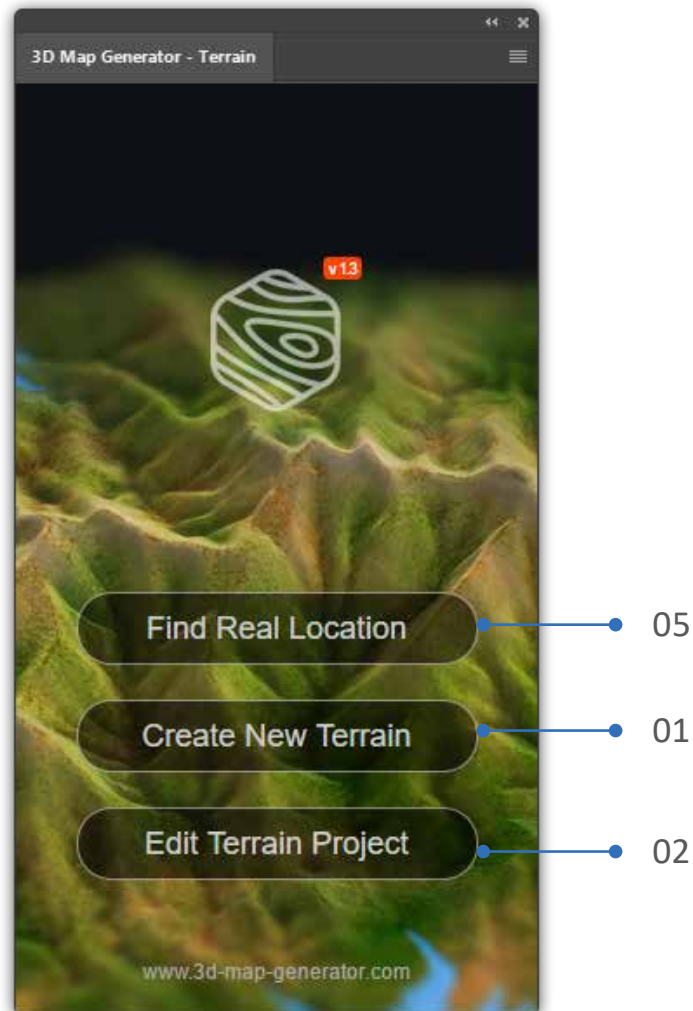 3D Map Generator - Terrain
v 1.3
Find Real Location
05
Create New Terrain
01
Edit Terrain Project
02
www.3d-map-generator.com